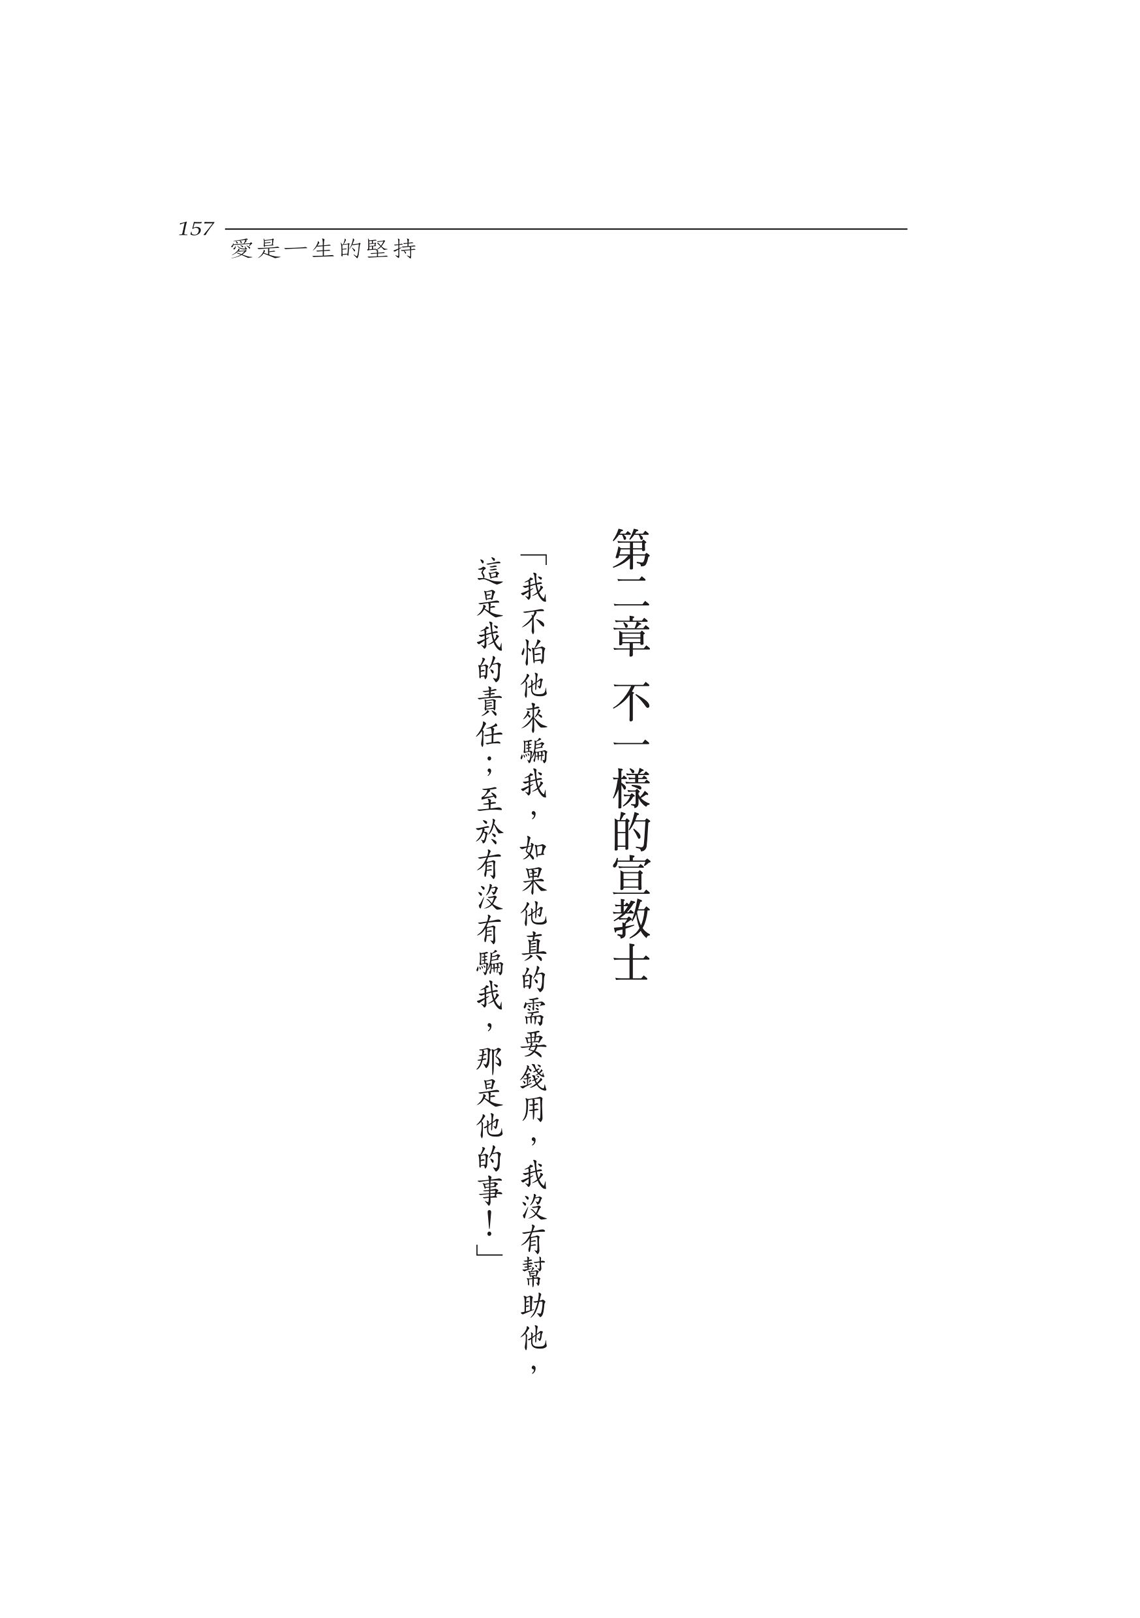 157
愛是一生的堅持
第二章 不一樣的宣教士
「我不怕他來騙我，如果他真的需要錢用，我沒有幫助他，
這是我的責任；至於有沒有騙我，那是他的事！」